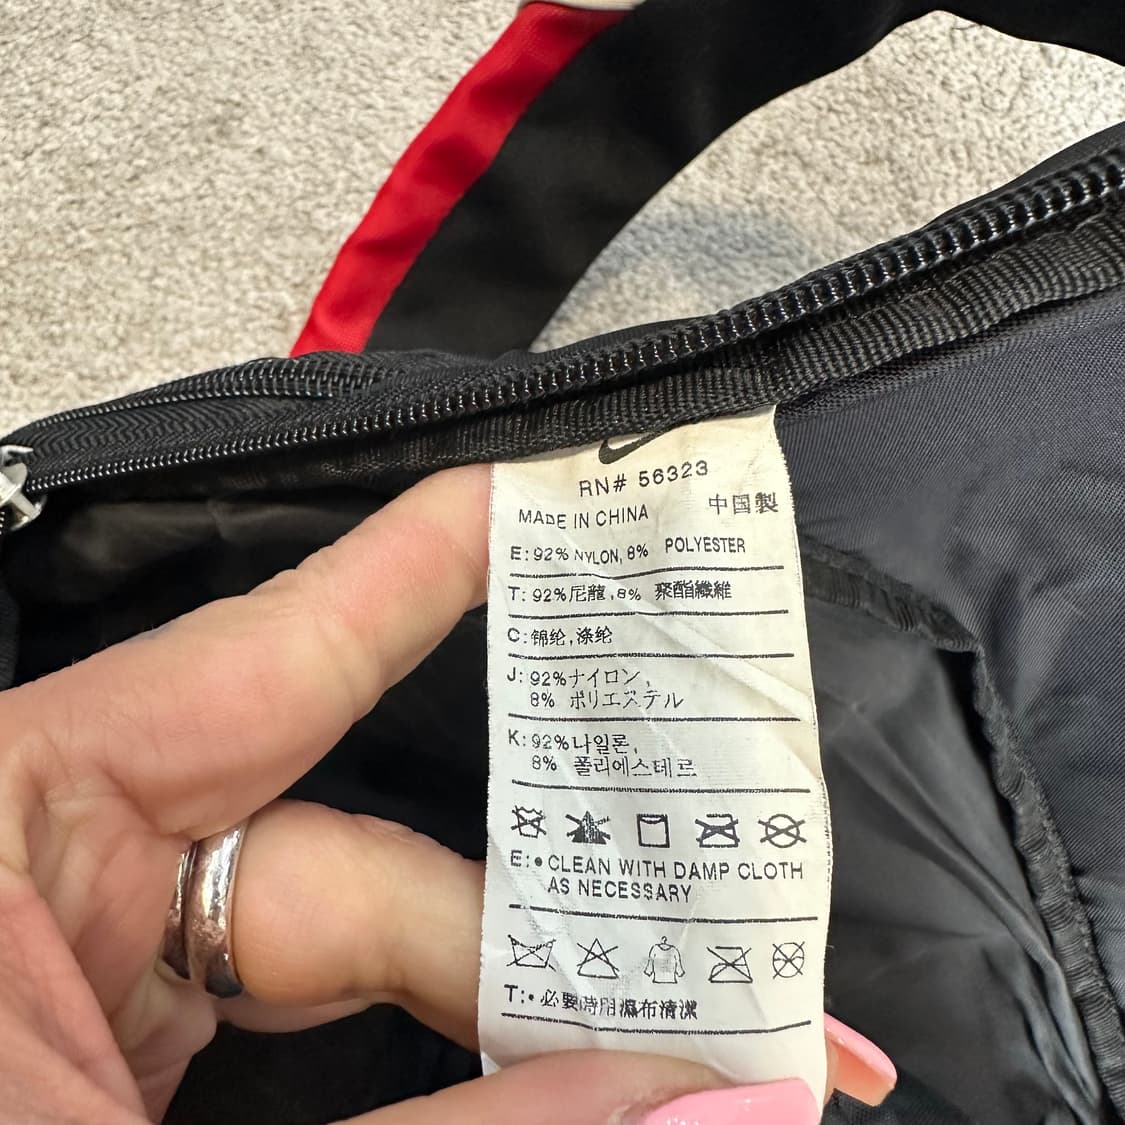 RN# 56323
MADE IN CHINA 中国製
E: 92% NYLON, 8% POLYESTER
T: 92%尼龍, 8% 聚酯纖維
C: 锦纶,涤纶
J: 92%ナイロン、
8% ポリエステル
K: 92%나일론,
8% 폴리에스테르
E:• CLEAN WITH DAMP CLOTH
AS NECESSARY
T:• 必要時用濕布清潔